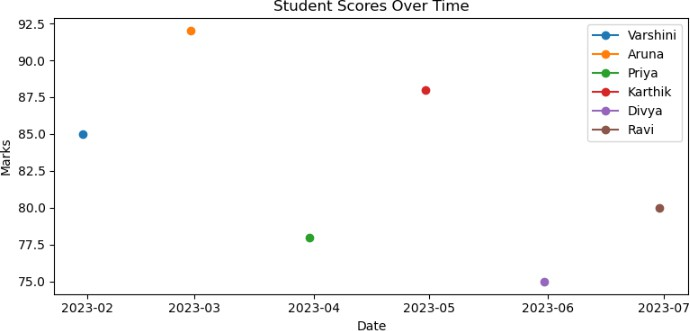 Student Scores Over Time
92.5
90.0
87.5
85.0
82.5
80.0
77.5
75.0
Marks
Varshini
Aruna
Priya
Karthik
Divya
Ravi
2023-02 2023-03 2023-04 2023-05 2023-06 2023-07
Date